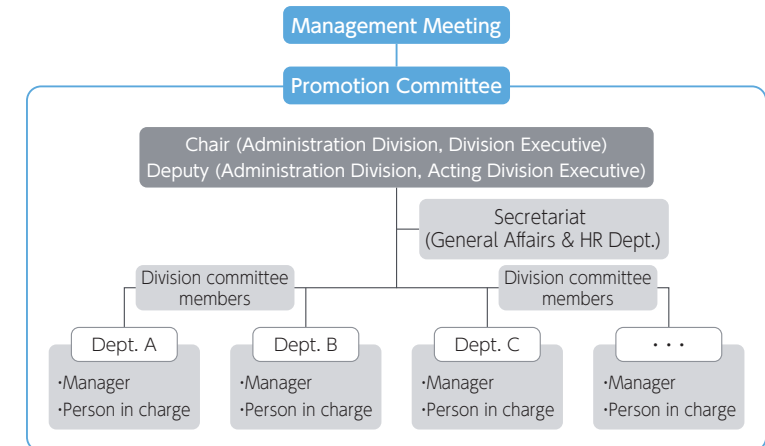 Management Meeting
Promotion Committee
Chair (Administration Division, Division Executive)
Deputy (Administration Division, Acting Division Executive)
Secretariat
(General Affairs & HR Dept.)
Division committee
members
Division committee
members
Dept. A
・Manager
・Person in charge
Dept. B
・Manager
・Person in charge
Dept. C
・Manager
・Person in charge
・・・
・Manager
・Person in charge